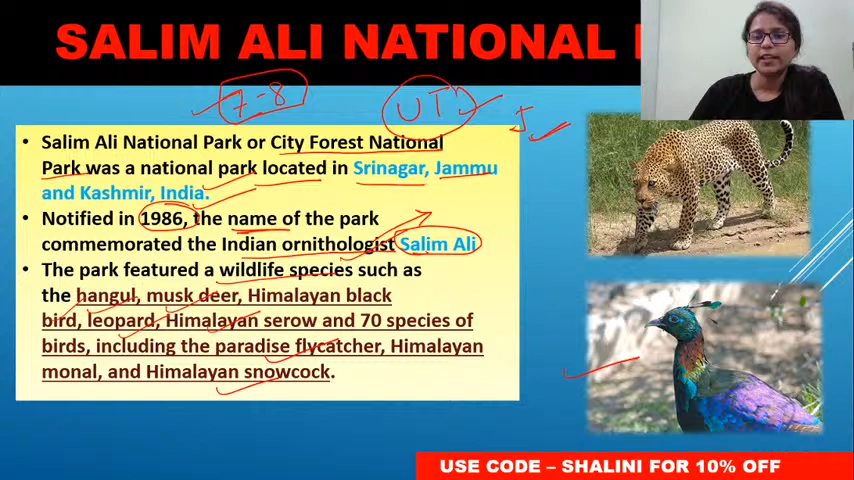 SALIM ALI NATIONAL
7-8
UT
J
• Salim Ali National Park or City Forest National
Park was a national park located in Srinagar, Jammu
and Kashmir, India.
• Notified in 1986, the name of the park
commemorated the Indian ornithologist Salim Ali
• The park featured a wildlife species such as
the hangul, musk deer, Himalayan black
bird, leopard, Himalayan serow and 70 species of
birds, including the paradise flycatcher, Himalayan
monal, and Himalayan snowcock.
USE CODE – SHALINI FOR 10% OFF